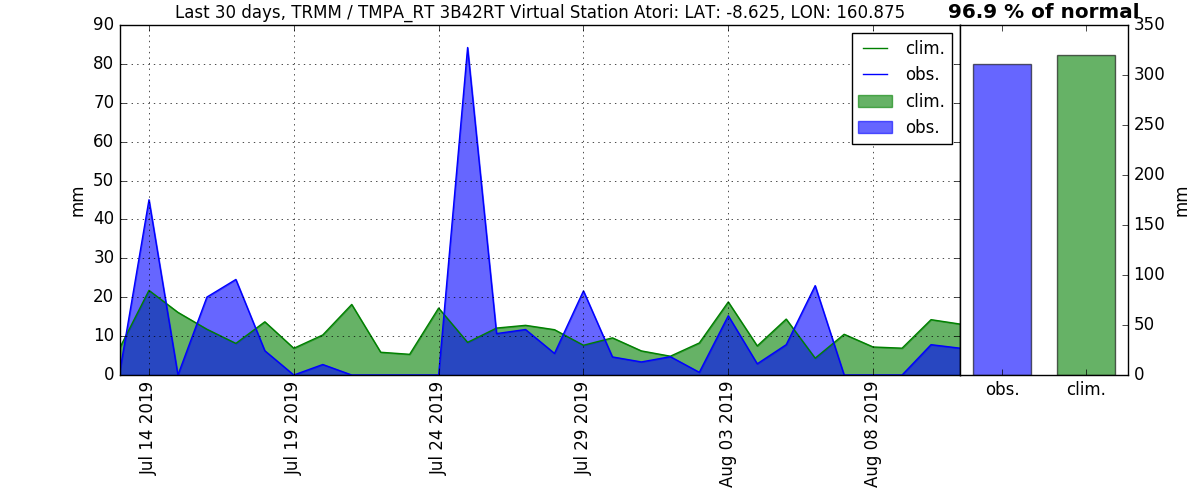 Last 30 days, TRMM / TMPA_RT 3B42RT Virtual Station Atori: LAT: -8.625, LON: 160.875
96.9 % of normal
90
80
70
60
50
40
30
20
10
0
mm
clim.
obs.
clim.
obs.
350
300
250
200
150
100
50
0
mm
obs.
clim.
Jul 14 2019
Jul 19 2019
Jul 24 2019
Jul 29 2019
Aug 03 2019
Aug 08 2019